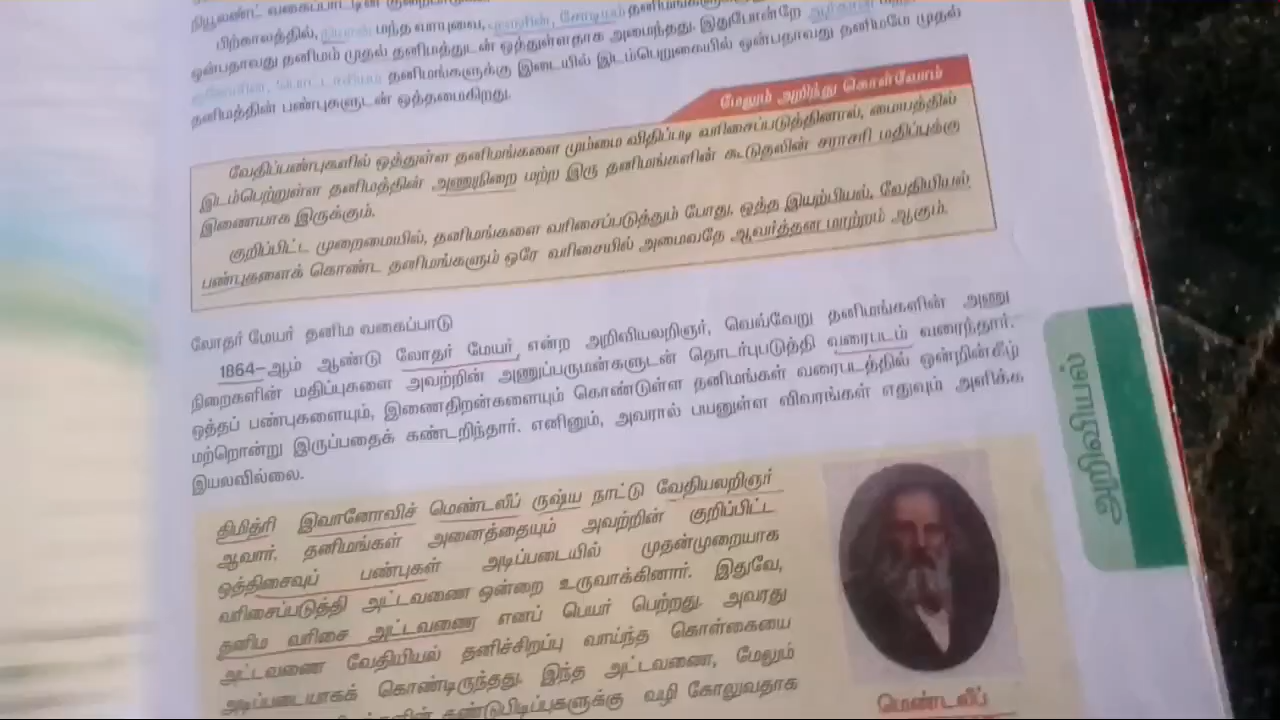 நியூலண்ட் வகைப்பாட்டின்
பிற்காலத்தில், நியான் மந்த வாயுவை, புளூரின், சோடியம்
ஒன்பதாவது தனிமம் முதல் தனிமத்துடன் ஒத்துள்ளதாக அமைந்தது. இதுபோன்றே ஆர்கான்
தனிமங்களுக்கு இடையில் இடம்பெறுகையில் ஒன்பதாவது தனிமமே முதல்
தனிமத்தின் பண்புகளுடன் ஒத்தமைகிறது.
மேலும் அறிந்து கொள்வோம்
வேதிப்பண்புகளில் ஒத்துள்ள தனிமங்களை மும்மை விதிப்படி வரிசைப்படுத்தினால், மையத்தில்
இடம்பெற்றுள்ள தனிமத்தின் அணுநிறை மற்ற இரு தனிமங்களின் கூடுதலின் சராசரி மதிப்புக்கு
இணையாக இருக்கும்.
குறிப்பிட்ட முறைமையில், தனிமங்களை வரிசைப்படுத்தும் போது, ஒத்த இயற்பியல், வேதியியல்
பண்புகளைக் கொண்ட தனிமங்களும் ஒரே வரிசையில் அமைவதே ஆவர்த்தன மாற்றம் ஆகும்.
லோதர் மேயர் தனிம வகைப்பாடு
1864-ஆம் ஆண்டு லோதர் மேயர் என்ற அறிவியலறிஞர், வெவ்வேறு தனிமங்களின் அணு
நிறைகளின் மதிப்புகளை அவற்றின் அணுப்பருமன்களுடன் தொடர்புபடுத்தி வரைபடம் வரைந்தார்.
ஒத்தப் பண்புகளையும், இணைதிறன்களையும் கொண்டுள்ள தனிமங்கள் வரைபடத்தில் ஒன்றின்கீழ்
மற்றொன்று இருப்பதைக் கண்டறிந்தார். எனினும், அவரால் பயனுள்ள விவரங்கள் எதுவும் அளிக்க
இயலவில்லை.
திமித்ரி இவானோவிச் மெண்டலீப் ருஷ்ய நாட்டு வேதியலறிஞர்
ஆவார். தனிமங்கள் அனைத்தையும் அவற்றின் குறிப்பிட்ட
ஒத்திசைவுப் பண்புகள் அடிப்படையில் முதன்முறையாக
வரிசைப்படுத்தி அட்டவணை ஒன்றை உருவாக்கினார். இதுவே,
தனிம வரிசை அட்டவணை எனப் பெயர் பெற்றது. அவரது
அட்டவணை வேதியியல் தனிச்சிறப்பு வாய்ந்த கொள்கையை
அடிப்படையாகக் கொண்டிருந்தது. இந்த அட்டவணை, மேலும்
கண்டுபிடிப்புகளுக்கு வழி கோலுவதாக
மெண்டலீப்
அறிவியல்